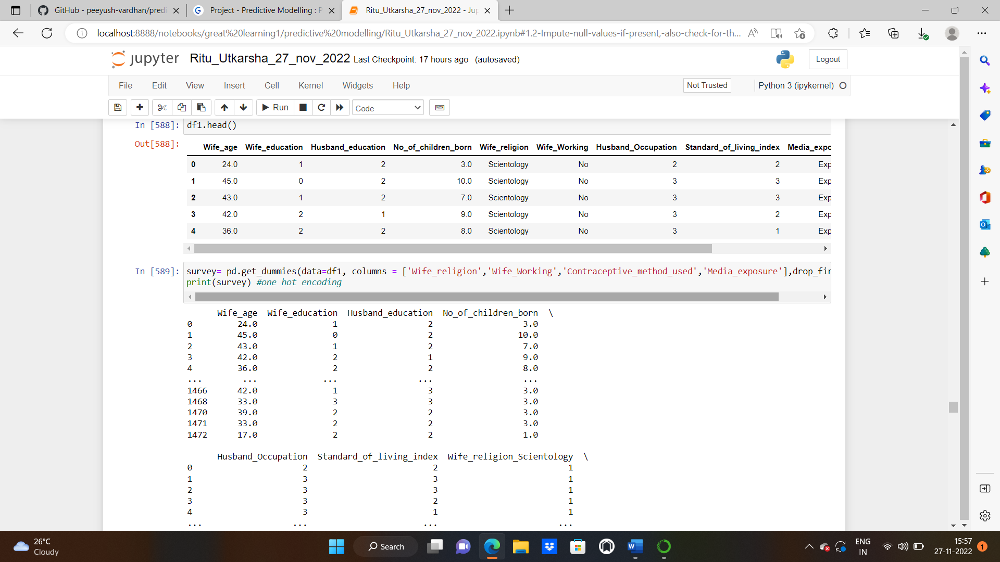 GitHub - peeyush-vardhan/predi
Project - Predictive Modelling : P
Ritu_Utkarsha_27_nov_2022 - Jup
localhost:8888/notebooks/great%20learning1/predictive%20modelling/Ritu_Utkarsha_27_nov_2022.ipynb#1.2-Impute-null-values-if-present,-also-check-for-th...
jupyter Ritu_Utkarsha_27_nov_2022 Last Checkpoint: 17 hours ago (autosaved)
Logout
File Edit View Insert Cell Kernel Widgets Help
Not Trusted
Python 3 (ipykernel)
Run
Code
In [588]: df1.head()
Out[588]:
Wife_age Wife_education Husband_education No_of_children_born Wife_religion Wife_Working Husband_Occupation Standard_of_living_index Media_expo
0 24.0 1 2 3.0 Scientology No 2 2 Exp
1 45.0 0 2 10.0 Scientology No 3 3 Exp
2 43.0 1 2 7.0 Scientology No 3 3 Exp
3 42.0 2 1 9.0 Scientology No 3 2 Exp
4 36.0 2 2 8.0 Scientology No 3 1 Exp
In [589]: survey= pd.get_dummies(data=df1, columns = ['Wife_religion','Wife_Working','Contraceptive_method_used','Media_exposure'],drop_fir
print(survey) #one hot encoding
Wife_age Wife_education Husband_education No_of_children_born \
0 24.0 1 2 3.0
1 45.0 0 2 10.0
2 43.0 1 2 7.0
3 42.0 2 1 9.0
4 36.0 2 2 8.0
... ... ... ... ...
1466 42.0 1 3 3.0
1468 33.0 3 3 3.0
1470 39.0 2 2 3.0
1471 33.0 2 2 3.0
1472 17.0 2 2 1.0
Husband_Occupation Standard_of_living_index Wife_religion_Scientology \
0 2 2 1
1 3 3 1
2 3 3 1
3 3 2 1
4 3 1 1
... ... ... ...
26°C
Cloudy
Search
ENG
IN
15:57
27-11-2022
1